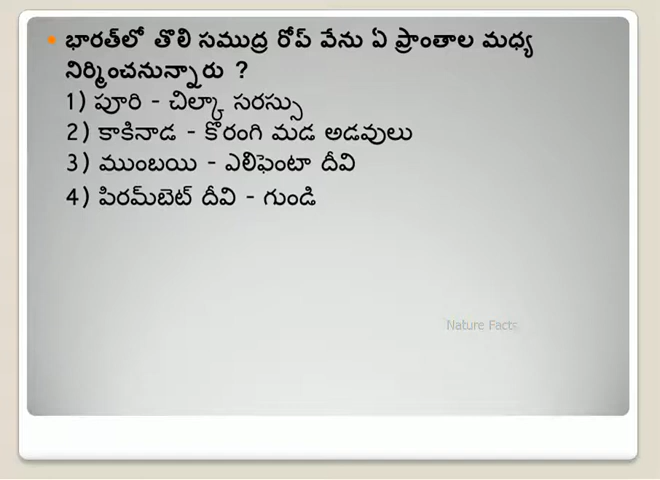 భారత్‌లో తొలి సముద్ర రోప్ వేను ఏ ప్రాంతాల మధ్య
నిర్మించనున్నారు ?
1) పూరి - చిల్కా సరస్సు
2) కాకినాడ - కొరంగి మడ అడవులు
3) ముంబయి - ఎలిఫెంటా దీవి
4) పిరమ్‌బెట్ దీవి - గుండి
Nature Facts